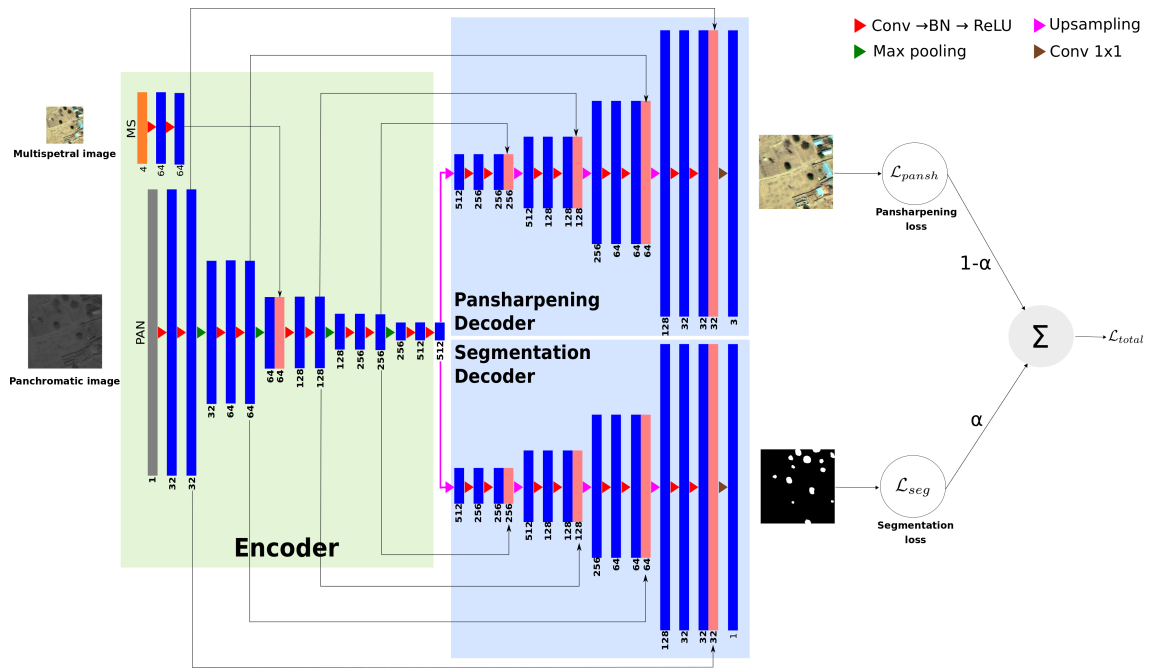 Conv →BN → ReLU
Upsampling
Max pooling
Conv 1x1
MS
4
64
64
Multispetral image
PAN
Panchromatic image
1
32
32
32
64
64
64
64
128
128
128
256
256
256
512
512
Encoder
512
256
256
256
512
128
128
128
256
64
64
64
128
32
32
32
3
Pansharpening
Decoder
Segmentation
Decoder
512
256
256
256
512
128
128
128
256
64
64
64
128
32
32
32
1
ℒpansh
Pansharpening
loss
1-α
Σ
ℒtotal
α
ℒseg
Segmentation
loss